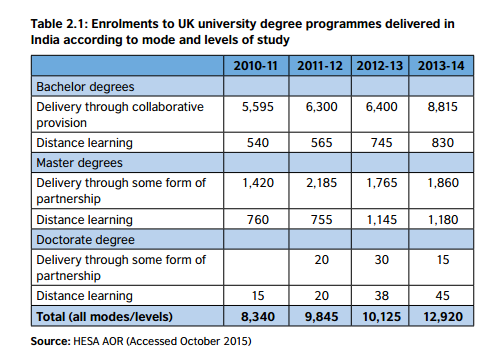 Table 2.1: Enrolments to UK university degree programmes delivered in
India according to mode and levels of study
2010-11 2011-12 2012-13 2013-14
Bachelor degrees
Delivery through collaborative 5,595 6,300 6,400 8,815
provision
Distance learning 540 565 745 830
Master degrees
Delivery through some form of 1,420 2,185 1,765 1,860
partnership
Distance learning 760 755 1,145 1,180
Doctorate degree
Delivery through some form of 20 30 15
partnership
Distance learning 15 20 38 45
Total (all modes/levels) 8,340 9,845 10,125 12,920
Source: HESA AOR (Accessed October 2015)